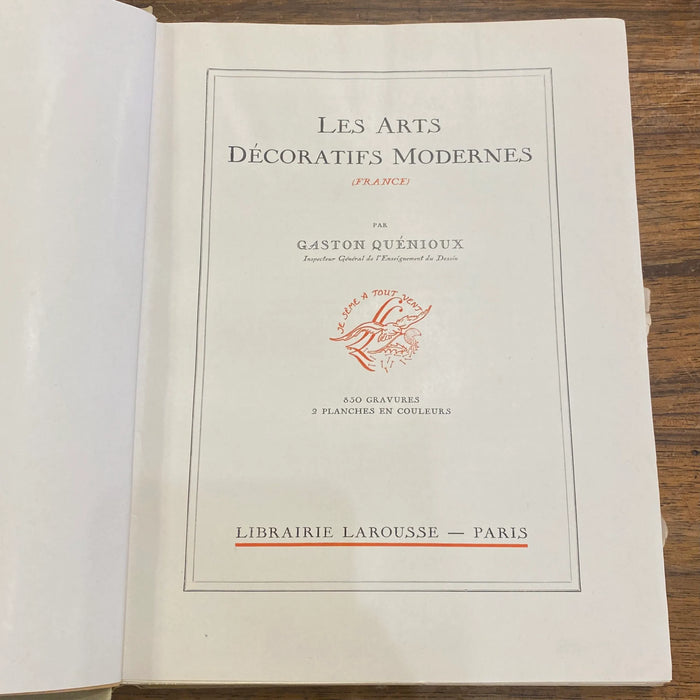 LES ARTS
DÉCORATIFS MODERNES
(FRANCE)
PAR
GASTON QUÉNIOUX
Inspecteur Général de l'Enseignement du Dessin
JE SÈME A TOUT VENT
850 GRAVURES
2 PLANCHES EN COULEURS
LIBRAIRIE LAROUSSE — PARIS